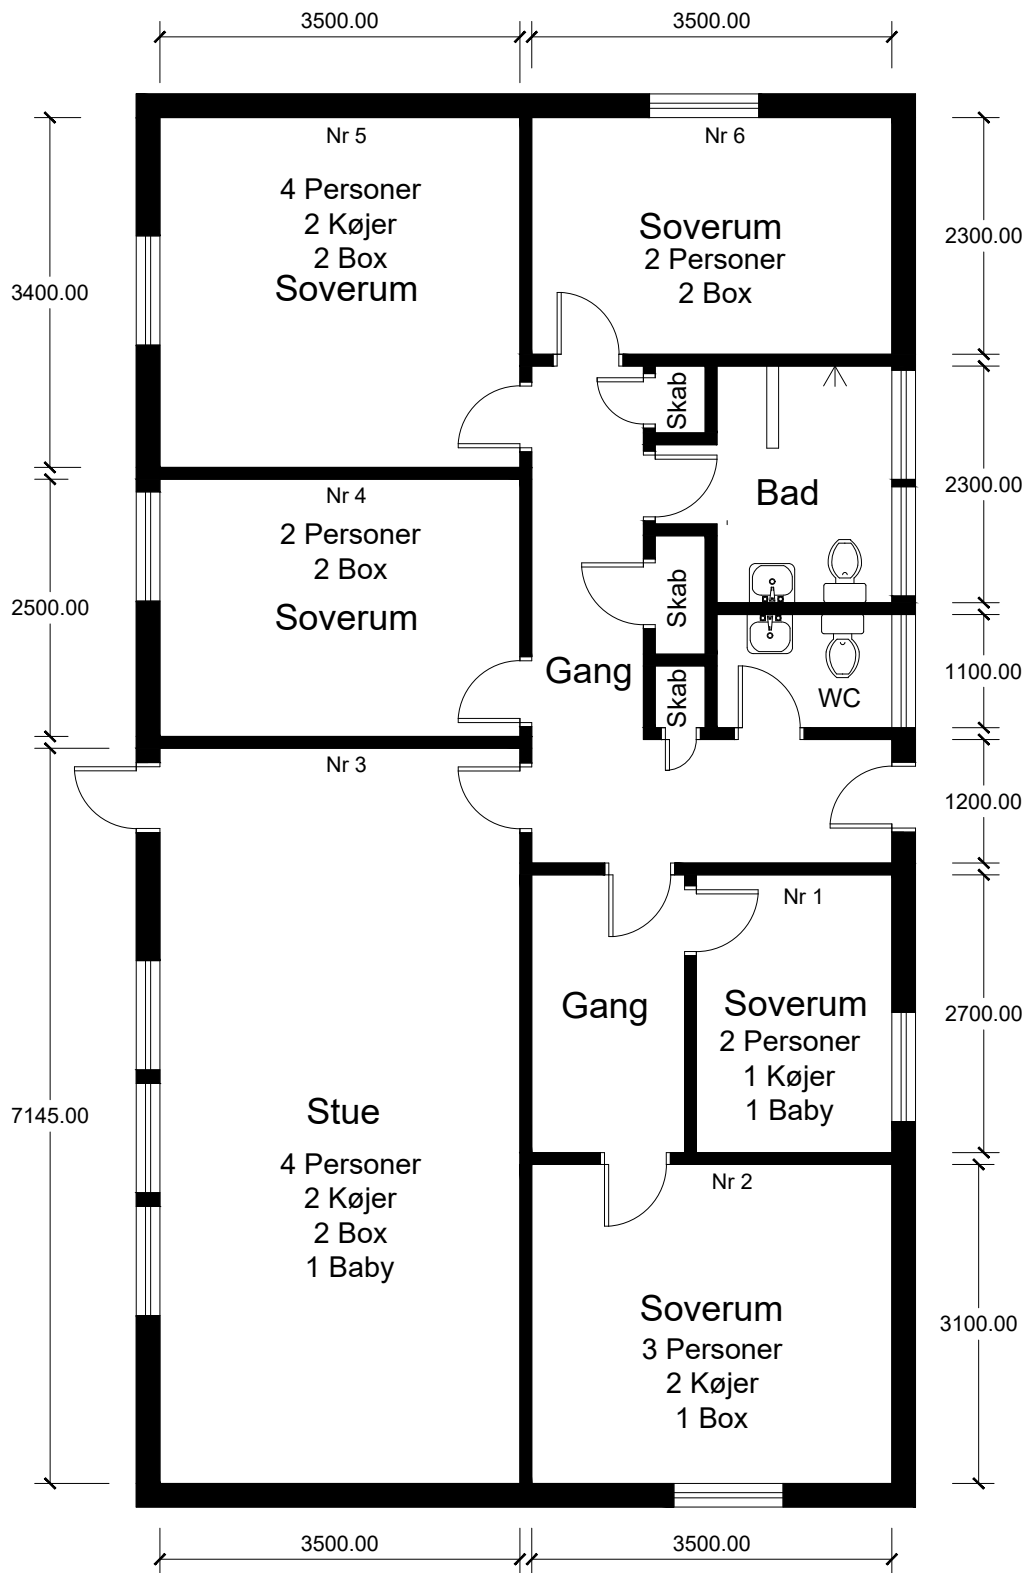 3500.00
3500.00
Nr 5
4 Personer
2 Køjer
2 Box
Soverum
Nr 6
Soverum
2 Personer
2 Box
3400.00
2300.00
Skab
Bad
2300.00
Nr 4
2 Personer
2 Box
Soverum
2500.00
Skab
Gang
Skab
WC
1100.00
Nr 3
1200.00
Stue
4 Personer
2 Køjer
2 Box
1 Baby
7145.00
Gang
Nr 1
Soverum
2 Personer
1 Køjer
1 Baby
2700.00
Nr 2
Soverum
3 Personer
2 Køjer
1 Box
3100.00
3500.00
3500.00